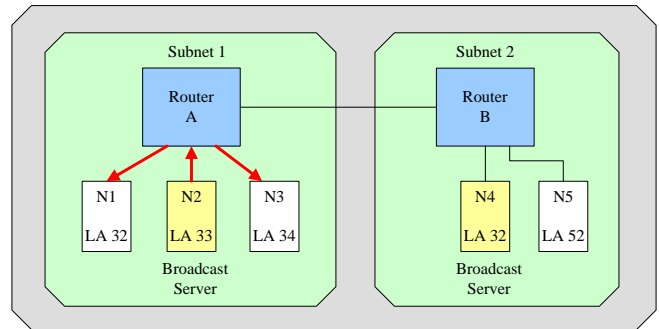 Subnet 1
Subnet 2
Router
A
Router
B
N1
LA 32
N2
LA 33
N3
LA 34
N4
LA 32
N5
LA 52
Broadcast
Server
Broadcast
Server